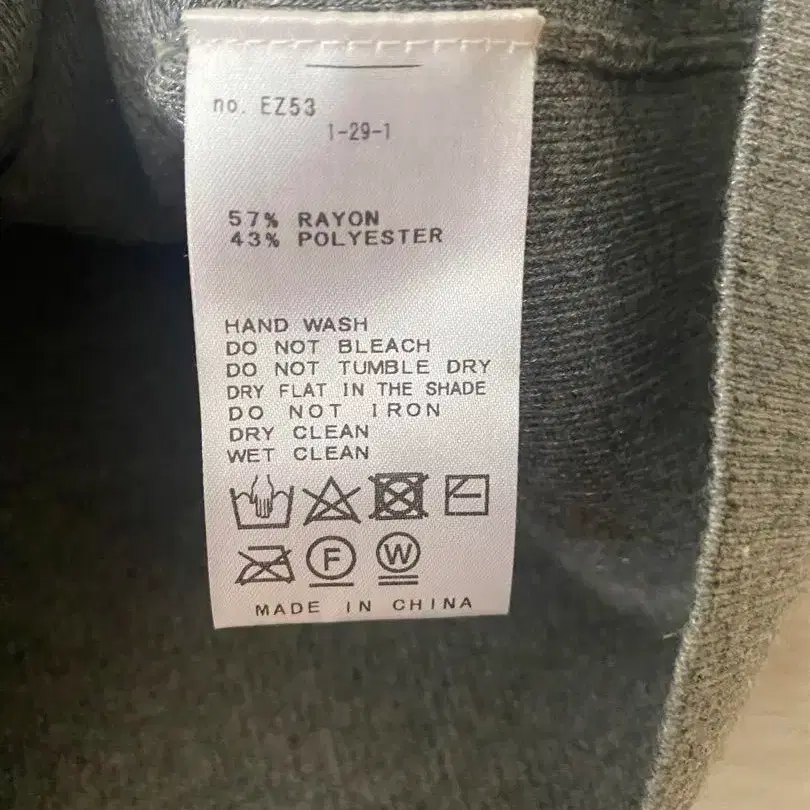 no. EZ53
1-29-1
57% RAYON
43% POLYESTER
HAND WASH
DO NOT BLEACH
DO NOT TUMBLE DRY
DRY FLAT IN THE SHADE
DO NOT IRON
DRY CLEAN
WET CLEAN
F W
MADE IN CHINA